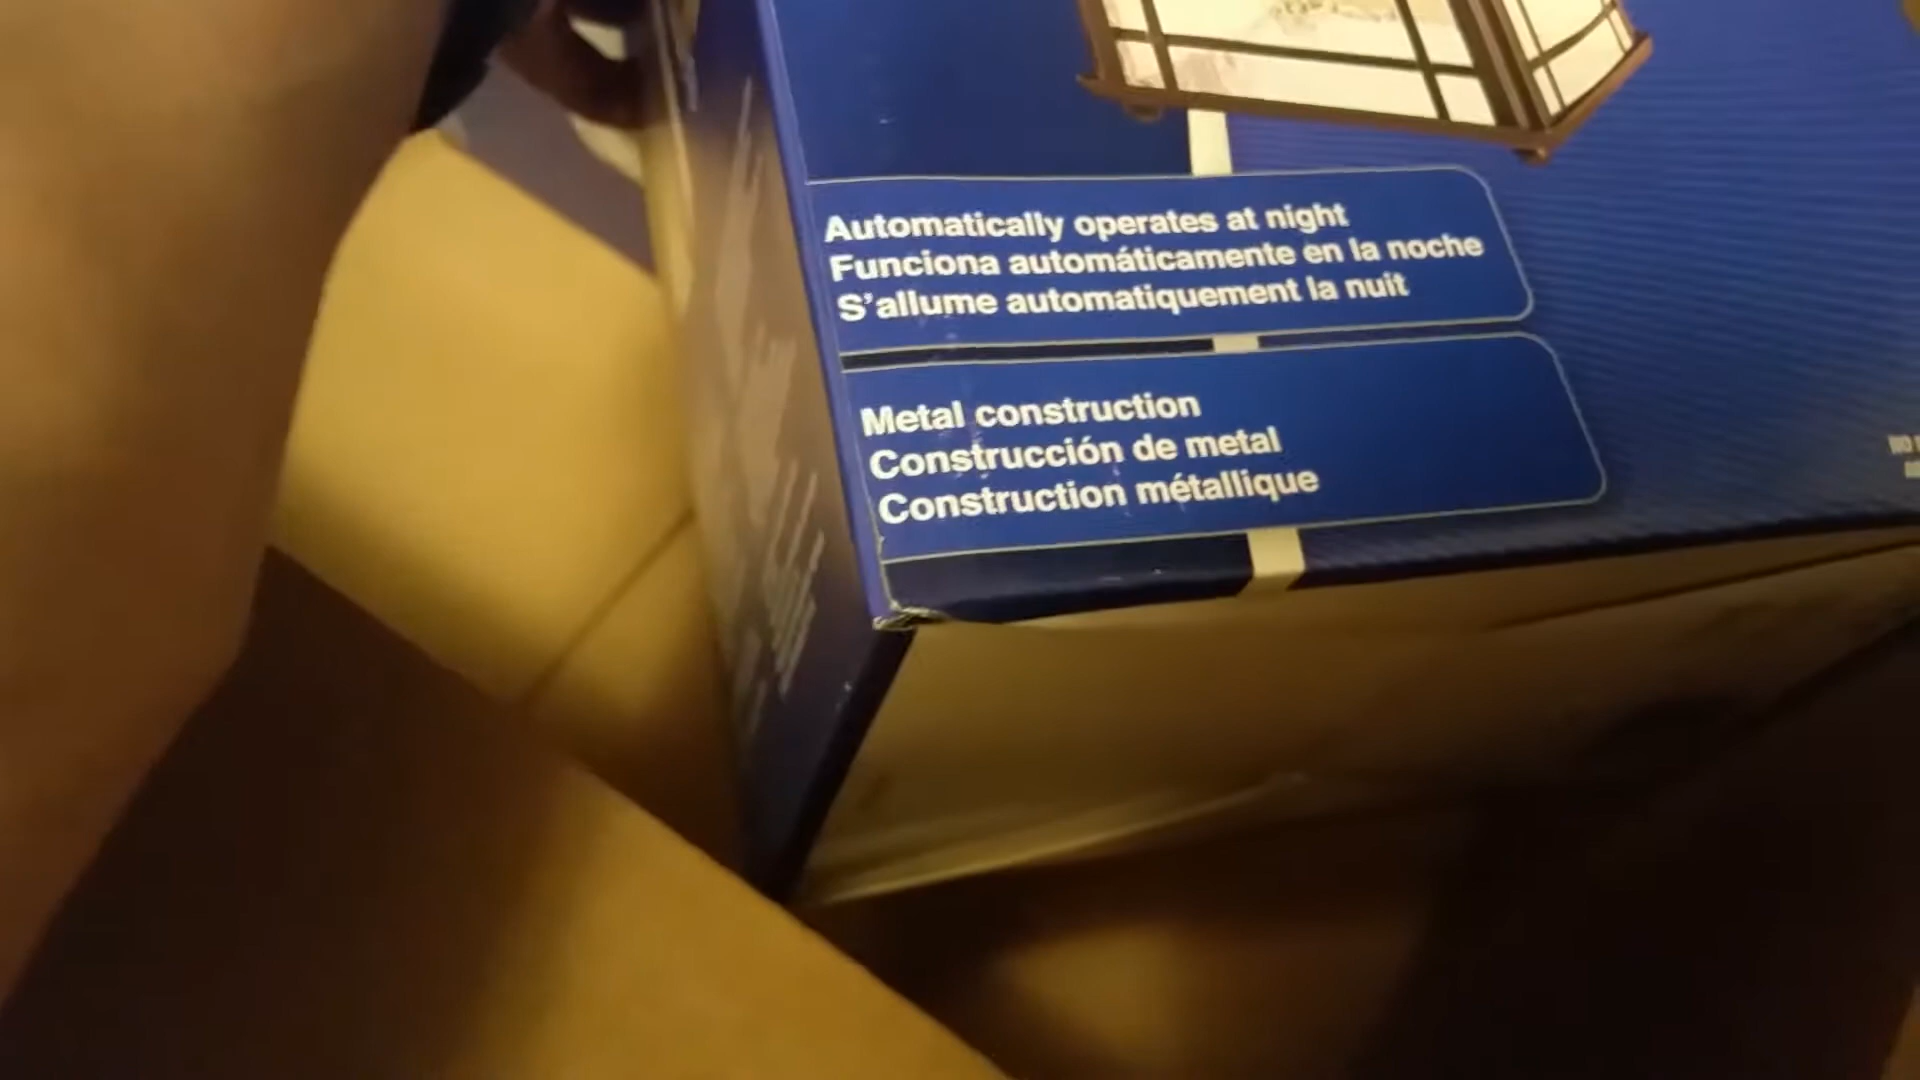 Automatically operates at night
Funciona automáticamente en la noche
S'allume automatiquement la nuit
Metal construction
Construcción de metal
Construction métallique
NO